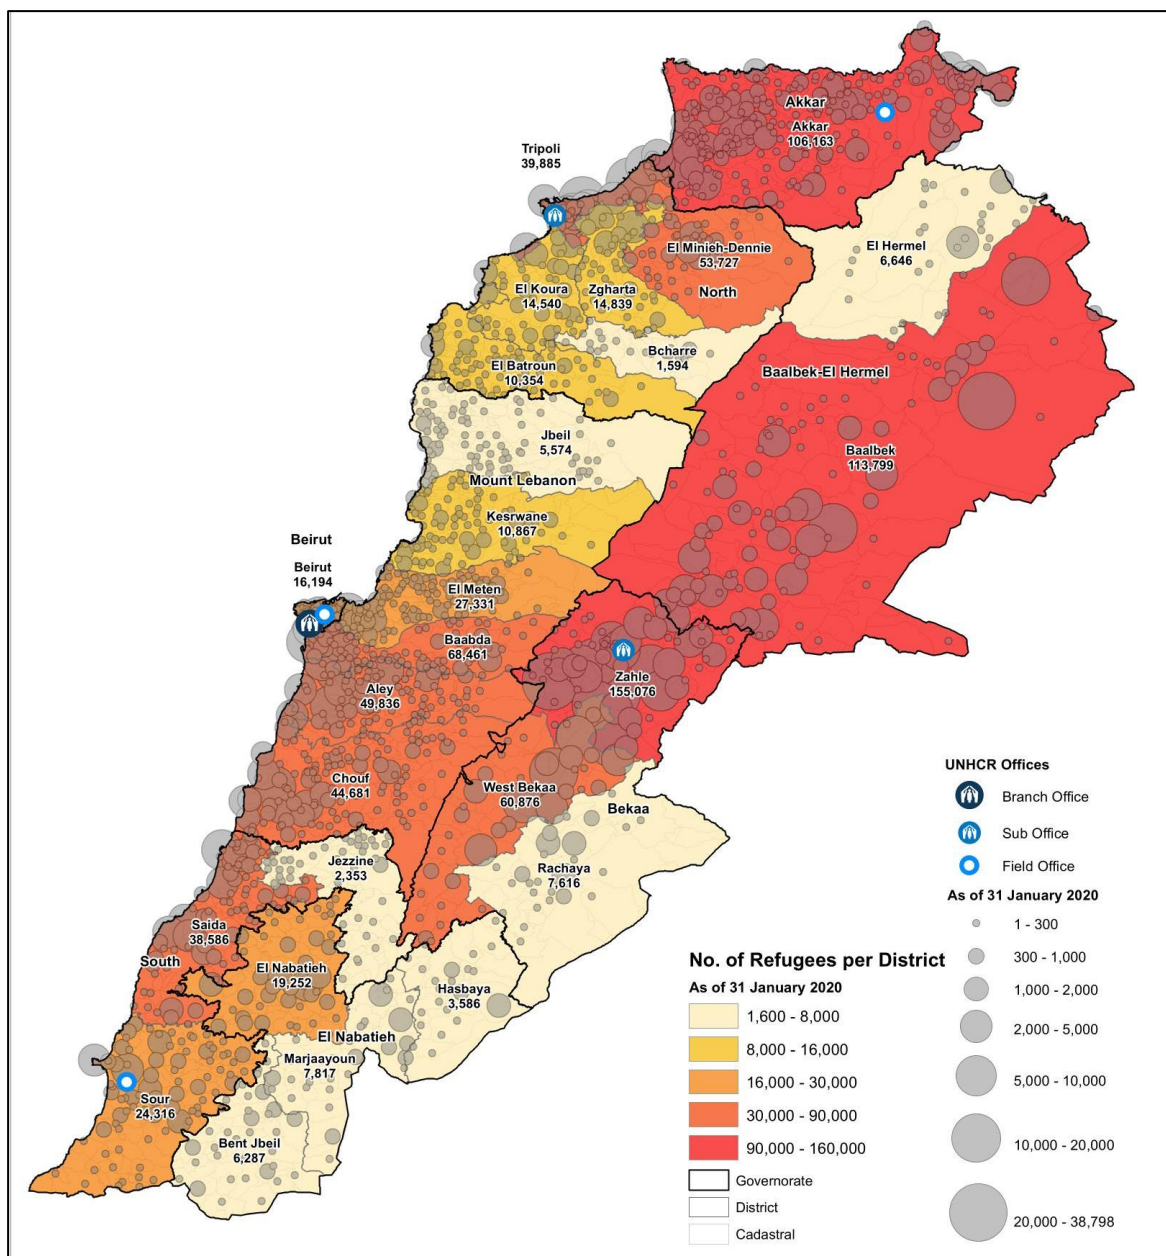 Akkar
Akkar
106,163
Tripoli
39,885
El Minieh-Dennie
53,727
North
El Hermel
6,646
El Koura
14,540
Zgharta
14,839
Bcharre
1,594
El Batroun
10,354
Baalbek-El Hermel
Jbeil
5,574
Baalbek
113,799
Mount Lebanon
Kesrwane
10,867
Beirut
Beirut
16,194
El Meten
27,331
Baabda
68,461
Zahle
155,076
Aley
49,836
Chouf
44,681
West Bekaa
60,876
Bekaa
Jezzine
2,353
Rachaya
7,616
Saida
38,586
South
El Nabatieh
19,252
Hasbaya
3,586
El Nabatieh
Marjaayoun
7,817
Sour
24,316
Bent Jbeil
6,287
UNHCR Offices
Branch Office
Sub Office
Field Office
As of 31 January 2020
1 - 300
300 - 1,000
1,000 - 2,000
2,000 - 5,000
5,000 - 10,000
10,000 - 20,000
20,000 - 38,798
No. of Refugees per District
As of 31 January 2020
1,600 - 8,000
8,000 - 16,000
16,000 - 30,000
30,000 - 90,000
90,000 - 160,000
Governorate
District
Cadastral